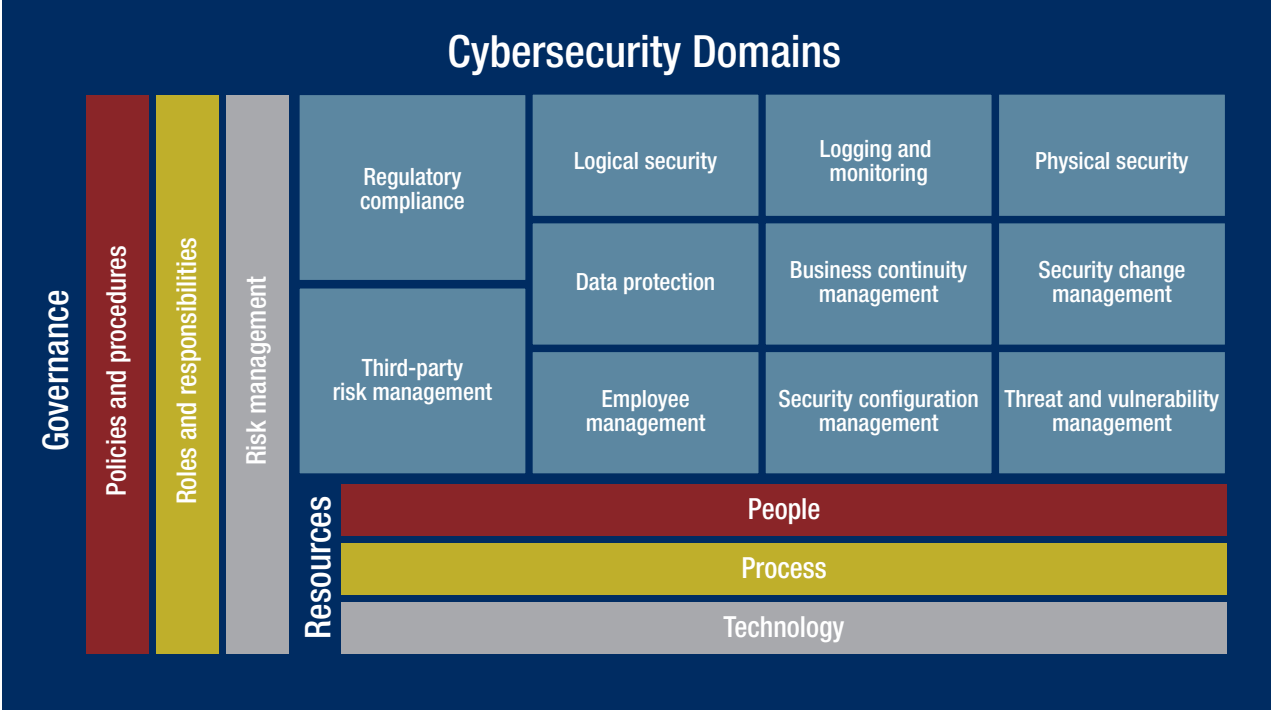 Cybersecurity Domains
Governance
Policies and procedures
Roles and responsibilities
Risk management
Regulatory
compliance
Third-party
risk management
Logical security
Data protection
Employee
management
Logging and
monitoring
Business continuity
management
Security configuration
management
Physical security
Security change
management
Threat and vulnerability
management
Resources
People
Process
Technology